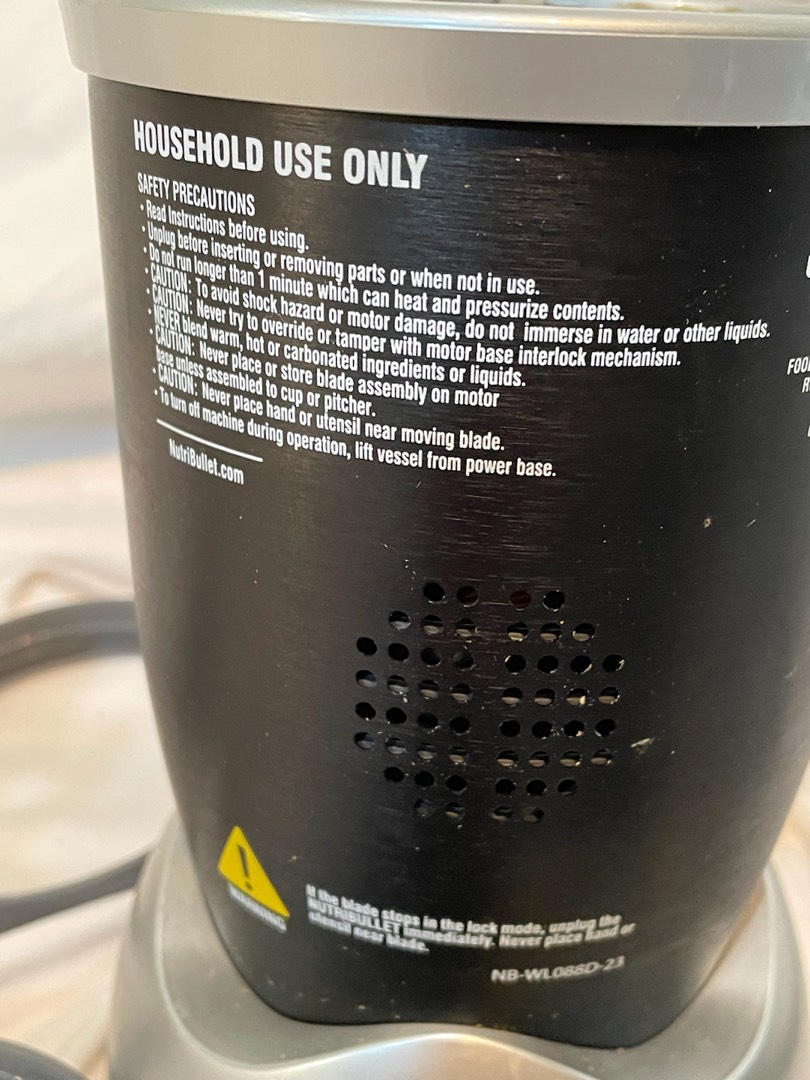 HOUSEHOLD USE ONLY
SAFETY PRECAUTIONS
• Read Instructions before using.
• Unplug before inserting or removing parts or when not in use.
• Do not run longer than 1 minute which can heat and pressurize contents.
• CAUTION: To avoid shock hazard or motor damage, do not immerse in water or other liquids.
• CAUTION: Never try to override or tamper with motor base interlock mechanism.
• NEVER blend warm, hot or carbonated ingredients or liquids.
• CAUTION: Never place or store blade assembly on motor
base unless assembled to cup or pitcher.
• CAUTION: Never place hand or utensil near moving blade.
• To turn off machine during operation, lift vessel from power base.
NutriBullet.com
WARNING
If the blade stops in the lock mode, unplug the
NUTRIBULLET immediately. Never place hand or
utensil near blade.
NB-WL088D-23